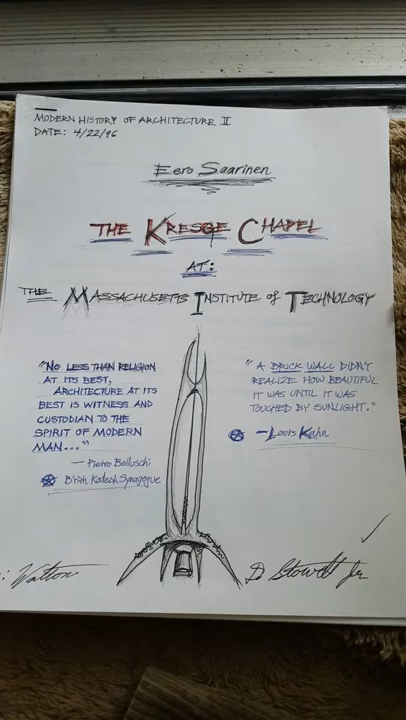 MODERN HISTORY OF ARCHITECTURE II
DATE: 4/22/96
Eero Saarinen
THE KRESGE CHAPEL
AT:
THE MASSACHUSETTS INSTITUTE of TECHNOLOGY
"NO LESS THAN RELIGION
AT ITS BEST,
ARCHITECTURE AT ITS
BEST IS WITNESS AND
CUSTODIAN TO THE
SPIRIT OF MODERN
MAN..."
— Pietro Belluschi
B'rith Kodesh Synagogue
"A BRICK WALL DIDN'T
REALIZE HOW BEAUTIFUL
IT WAS UNTIL IT WAS
TOUCHED BY SUNLIGHT."
— Louis Kahn
: Watton
D Stowell Jr